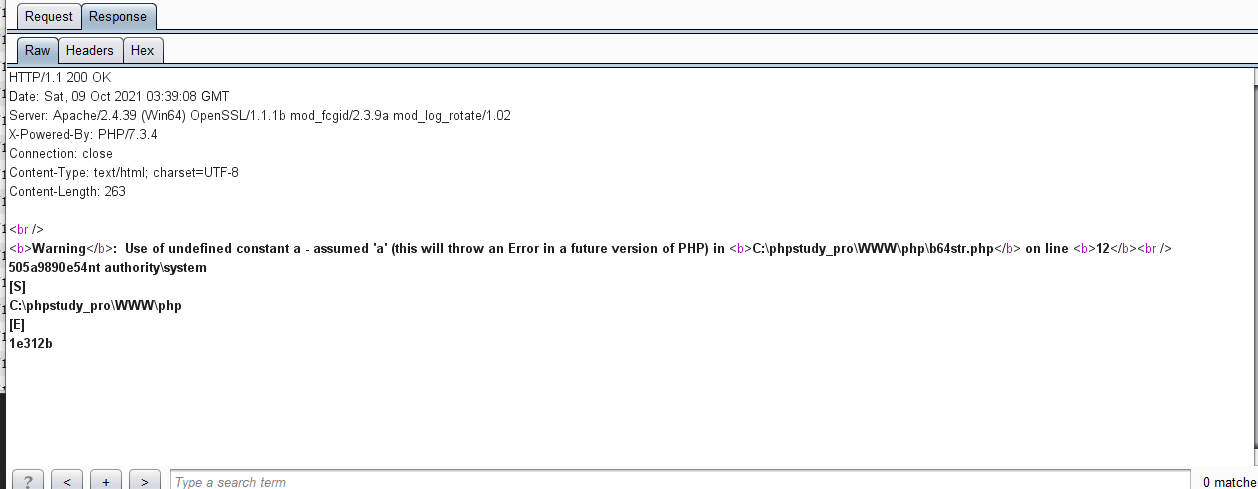 Request Response
Raw Headers Hex
HTTP/1.1 200 OK
Date: Sat, 09 Oct 2021 03:39:08 GMT
Server: Apache/2.4.39 (Win64) OpenSSL/1.1.1b mod_fcgid/2.3.9a mod_log_rotate/1.02
X-Powered-By: PHP/7.3.4
Connection: close
Content-Type: text/html; charset=UTF-8
Content-Length: 263
<br />
<b>Warning</b>:  Use of undefined constant a - assumed 'a' (this will throw an Error in a future version of PHP) in <b>C:\phpstudy_pro\WWW\php\b64str.php</b> on line <b>12</b><br />
505a9890e54nt authority\system
[S]
C:\phpstudy_pro\WWW\php
[E]
1e312b
? < + > Type a search term 0 matche